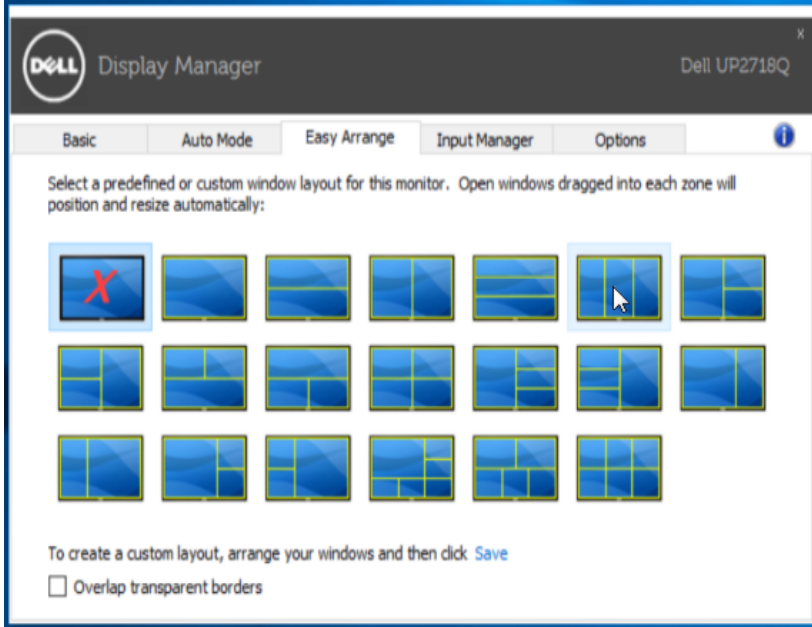 DELL Display Manager
x
Dell UP2718Q
Basic Auto Mode Easy Arrange Input Manager Options
Select a predefined or custom window layout for this monitor. Open windows dragged into each zone will
position and resize automatically:
X
To create a custom layout, arrange your windows and then click Save
Overlap transparent borders